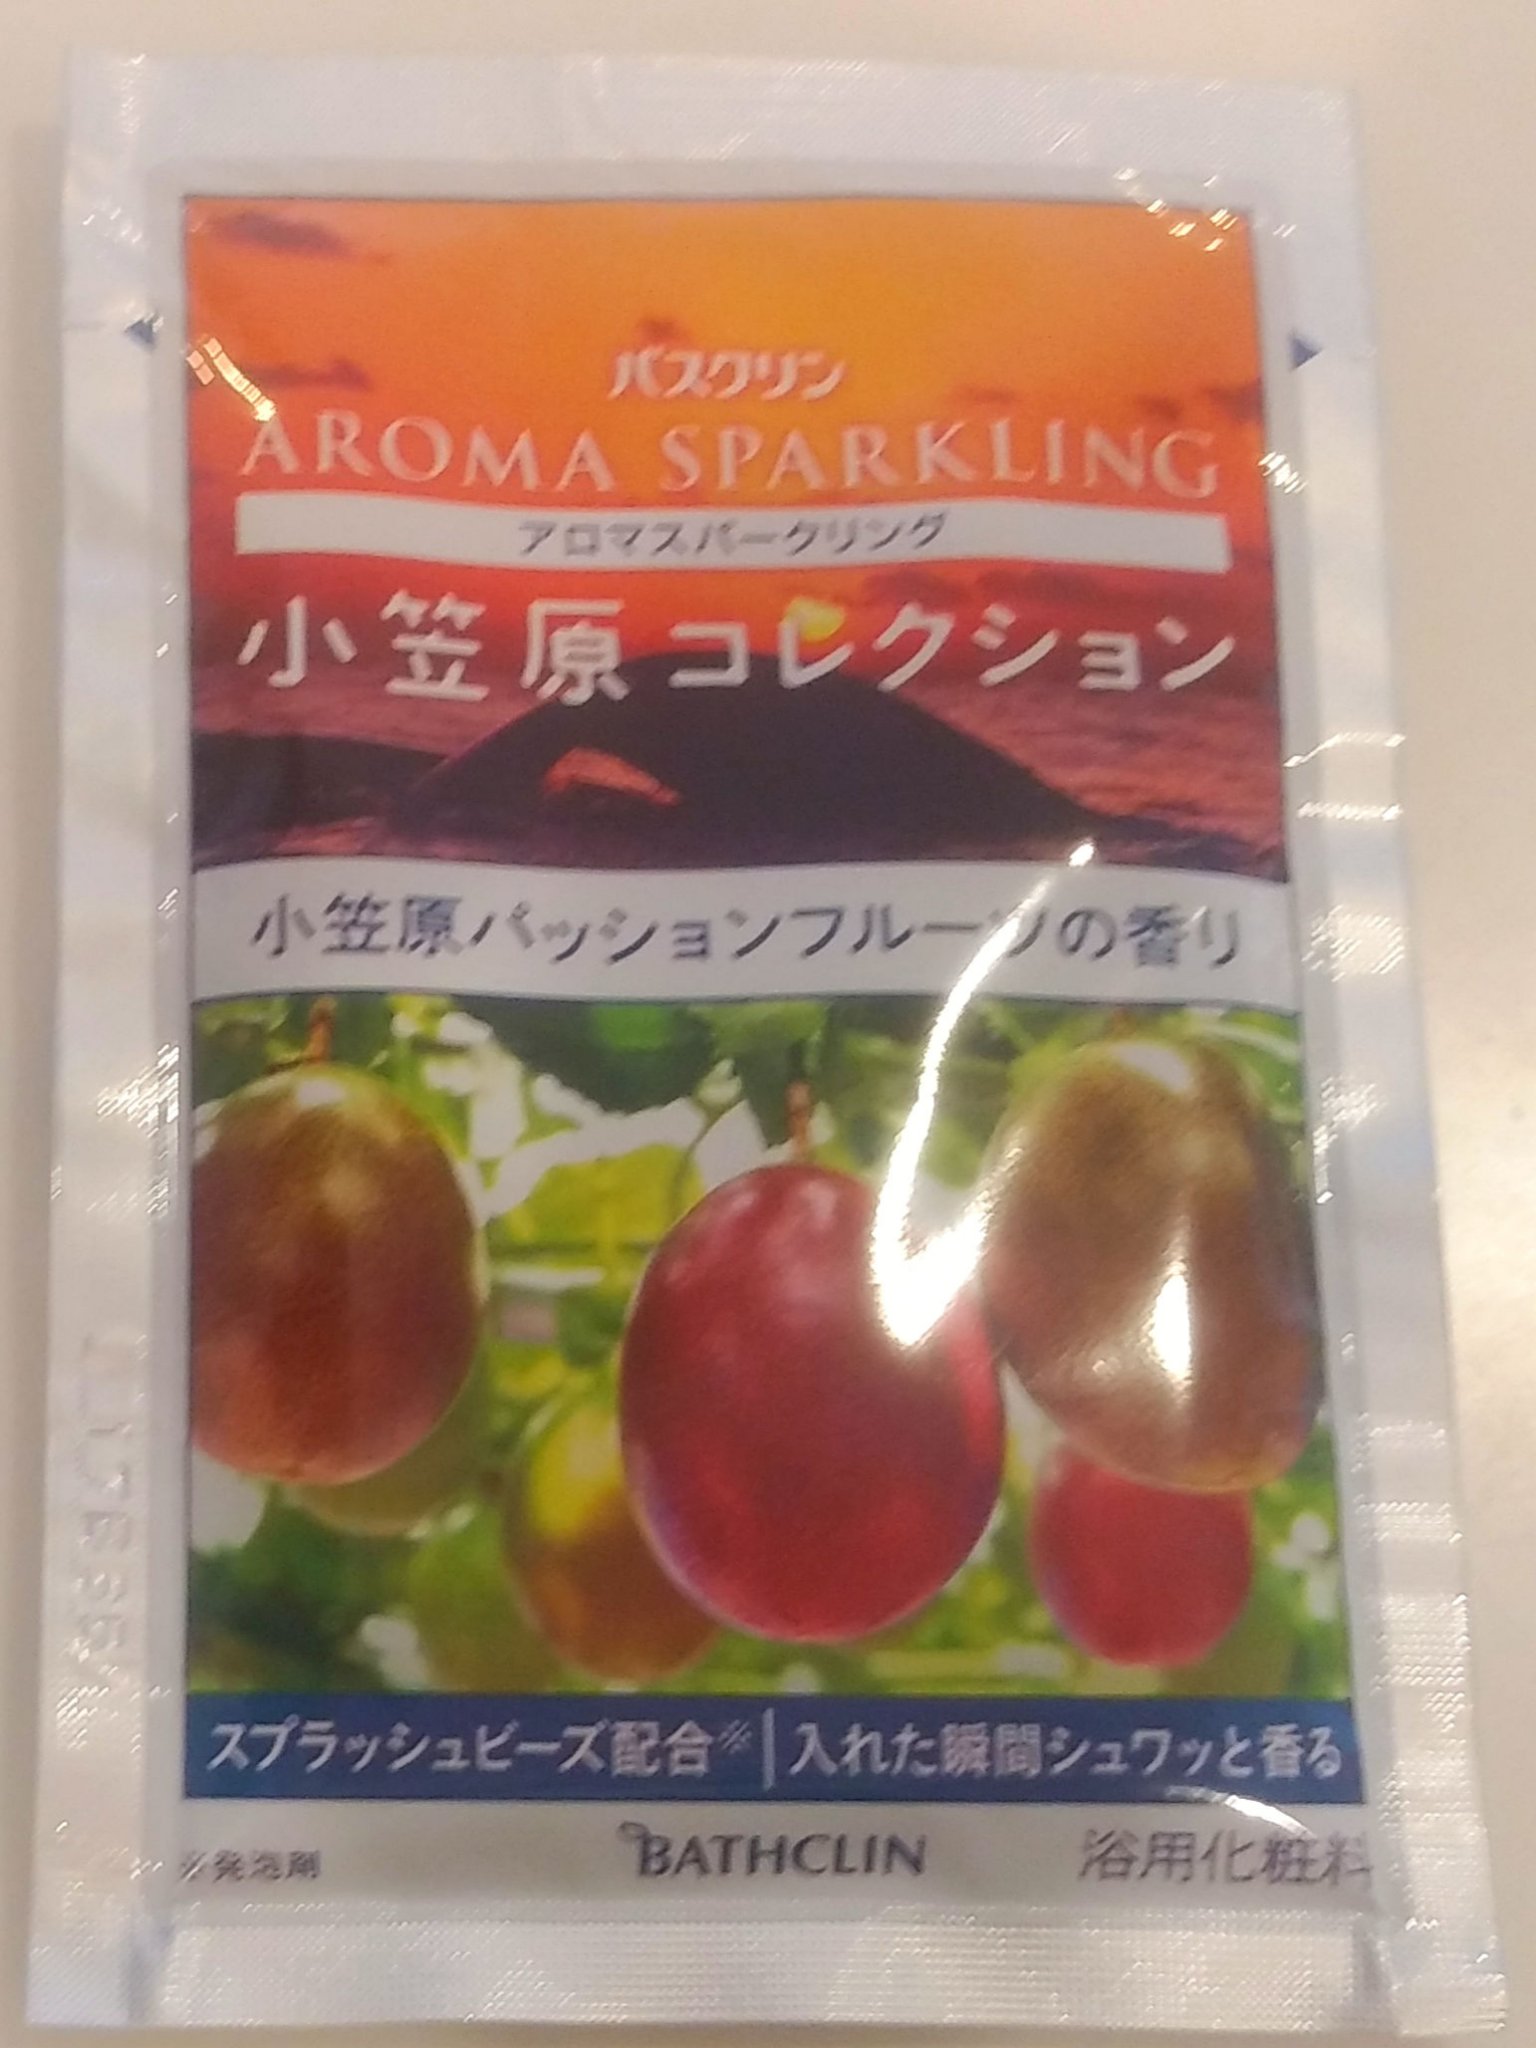 バスクリン
AROMA SPARKLING
アロマスパークリング
小笠原コレクション
小笠原パッションフルーツの香り
スプラッシュビーズ配合※ | 入れた瞬間シュワッと香る
※発泡剤
BATHCLIN
浴用化粧料